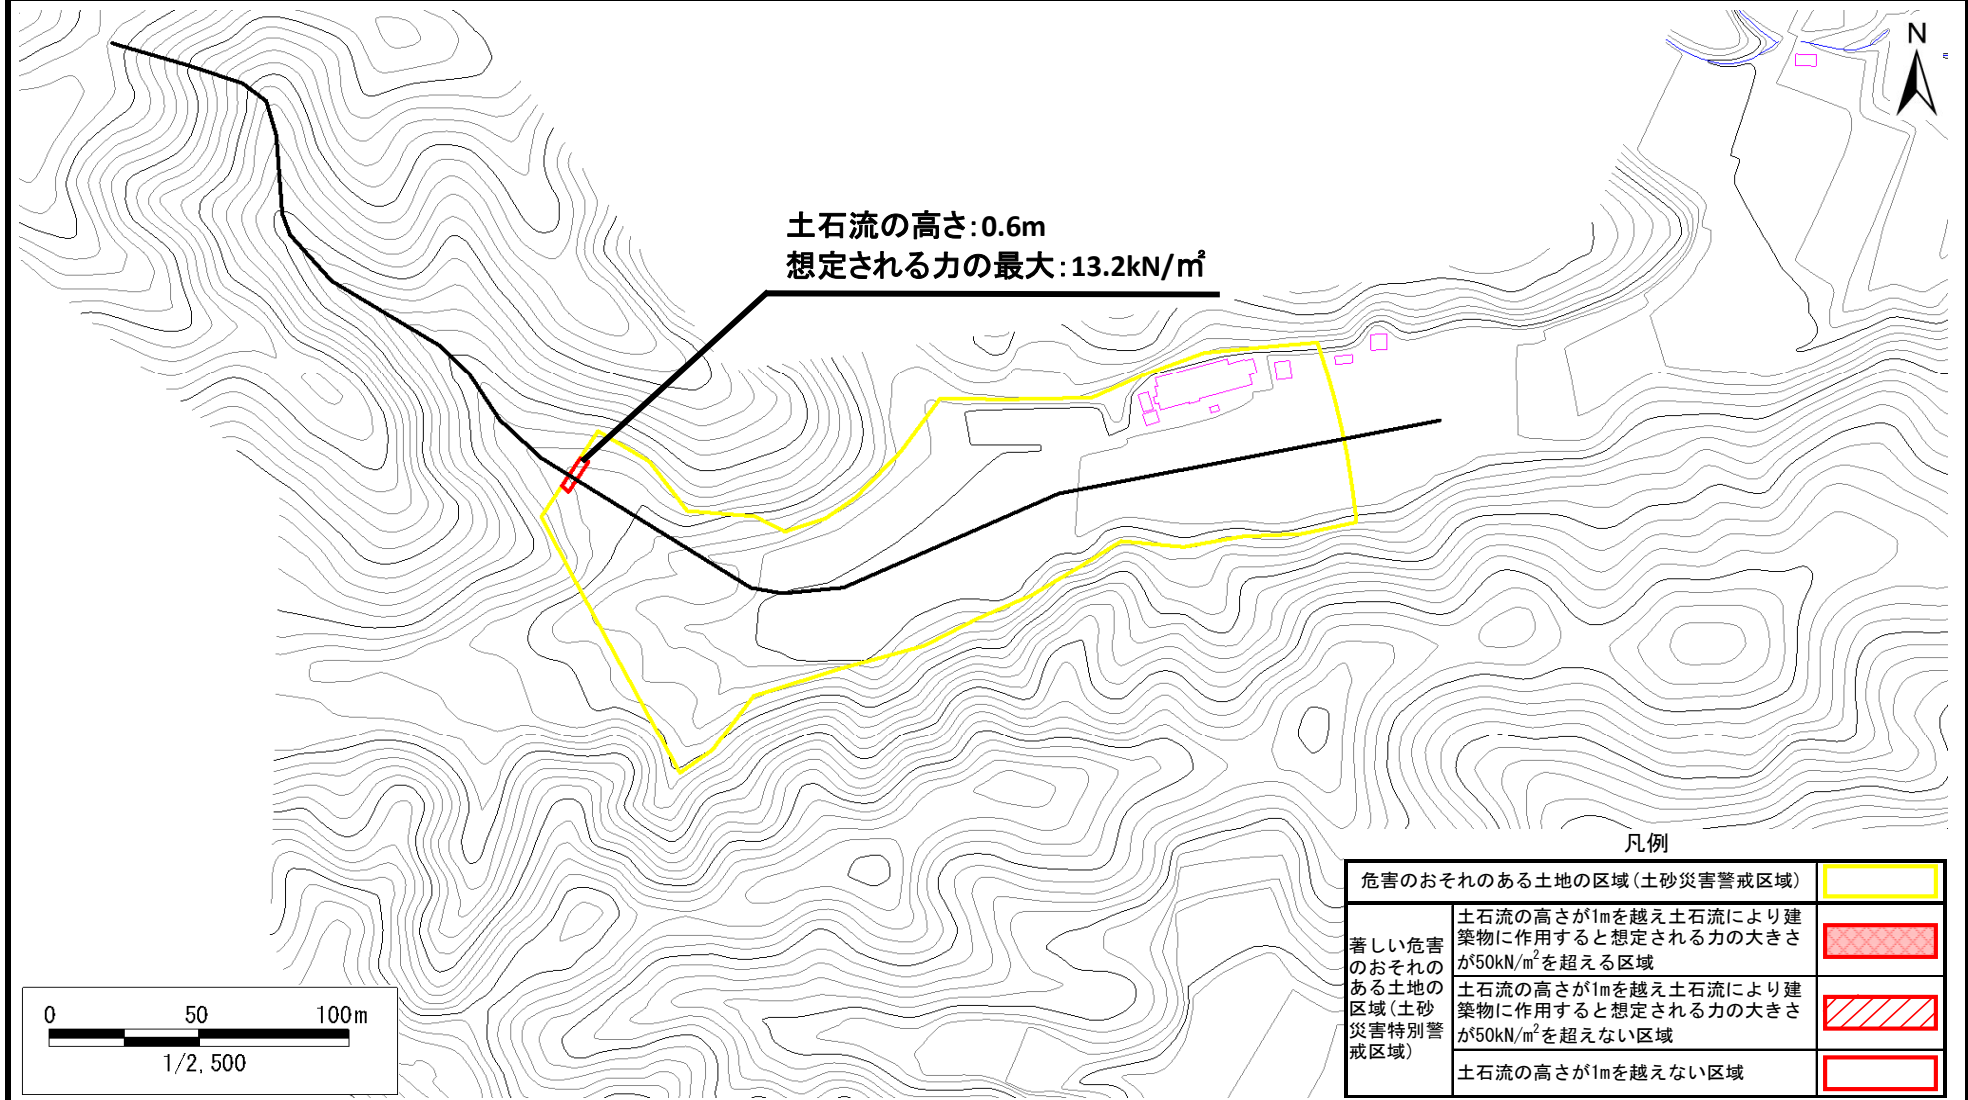 N
土石流の高さ:0.6m
想定される力の最大:13.2kN/㎡
凡例
危害のおそれのある土地の区域(土砂災害警戒区域)
著しい危害
のおそれの
ある土地の
区域(土砂
災害特別警
戒区域)
土石流の高さが1mを越え土石流により建
築物に作用すると想定される力の大きさ
が50kN/m²を超える区域
土石流の高さが1mを越え土石流により建
築物に作用すると想定される力の大きさ
が50kN/m²を超えない区域
土石流の高さが1mを越えない区域
0 50 100m
1/2,500